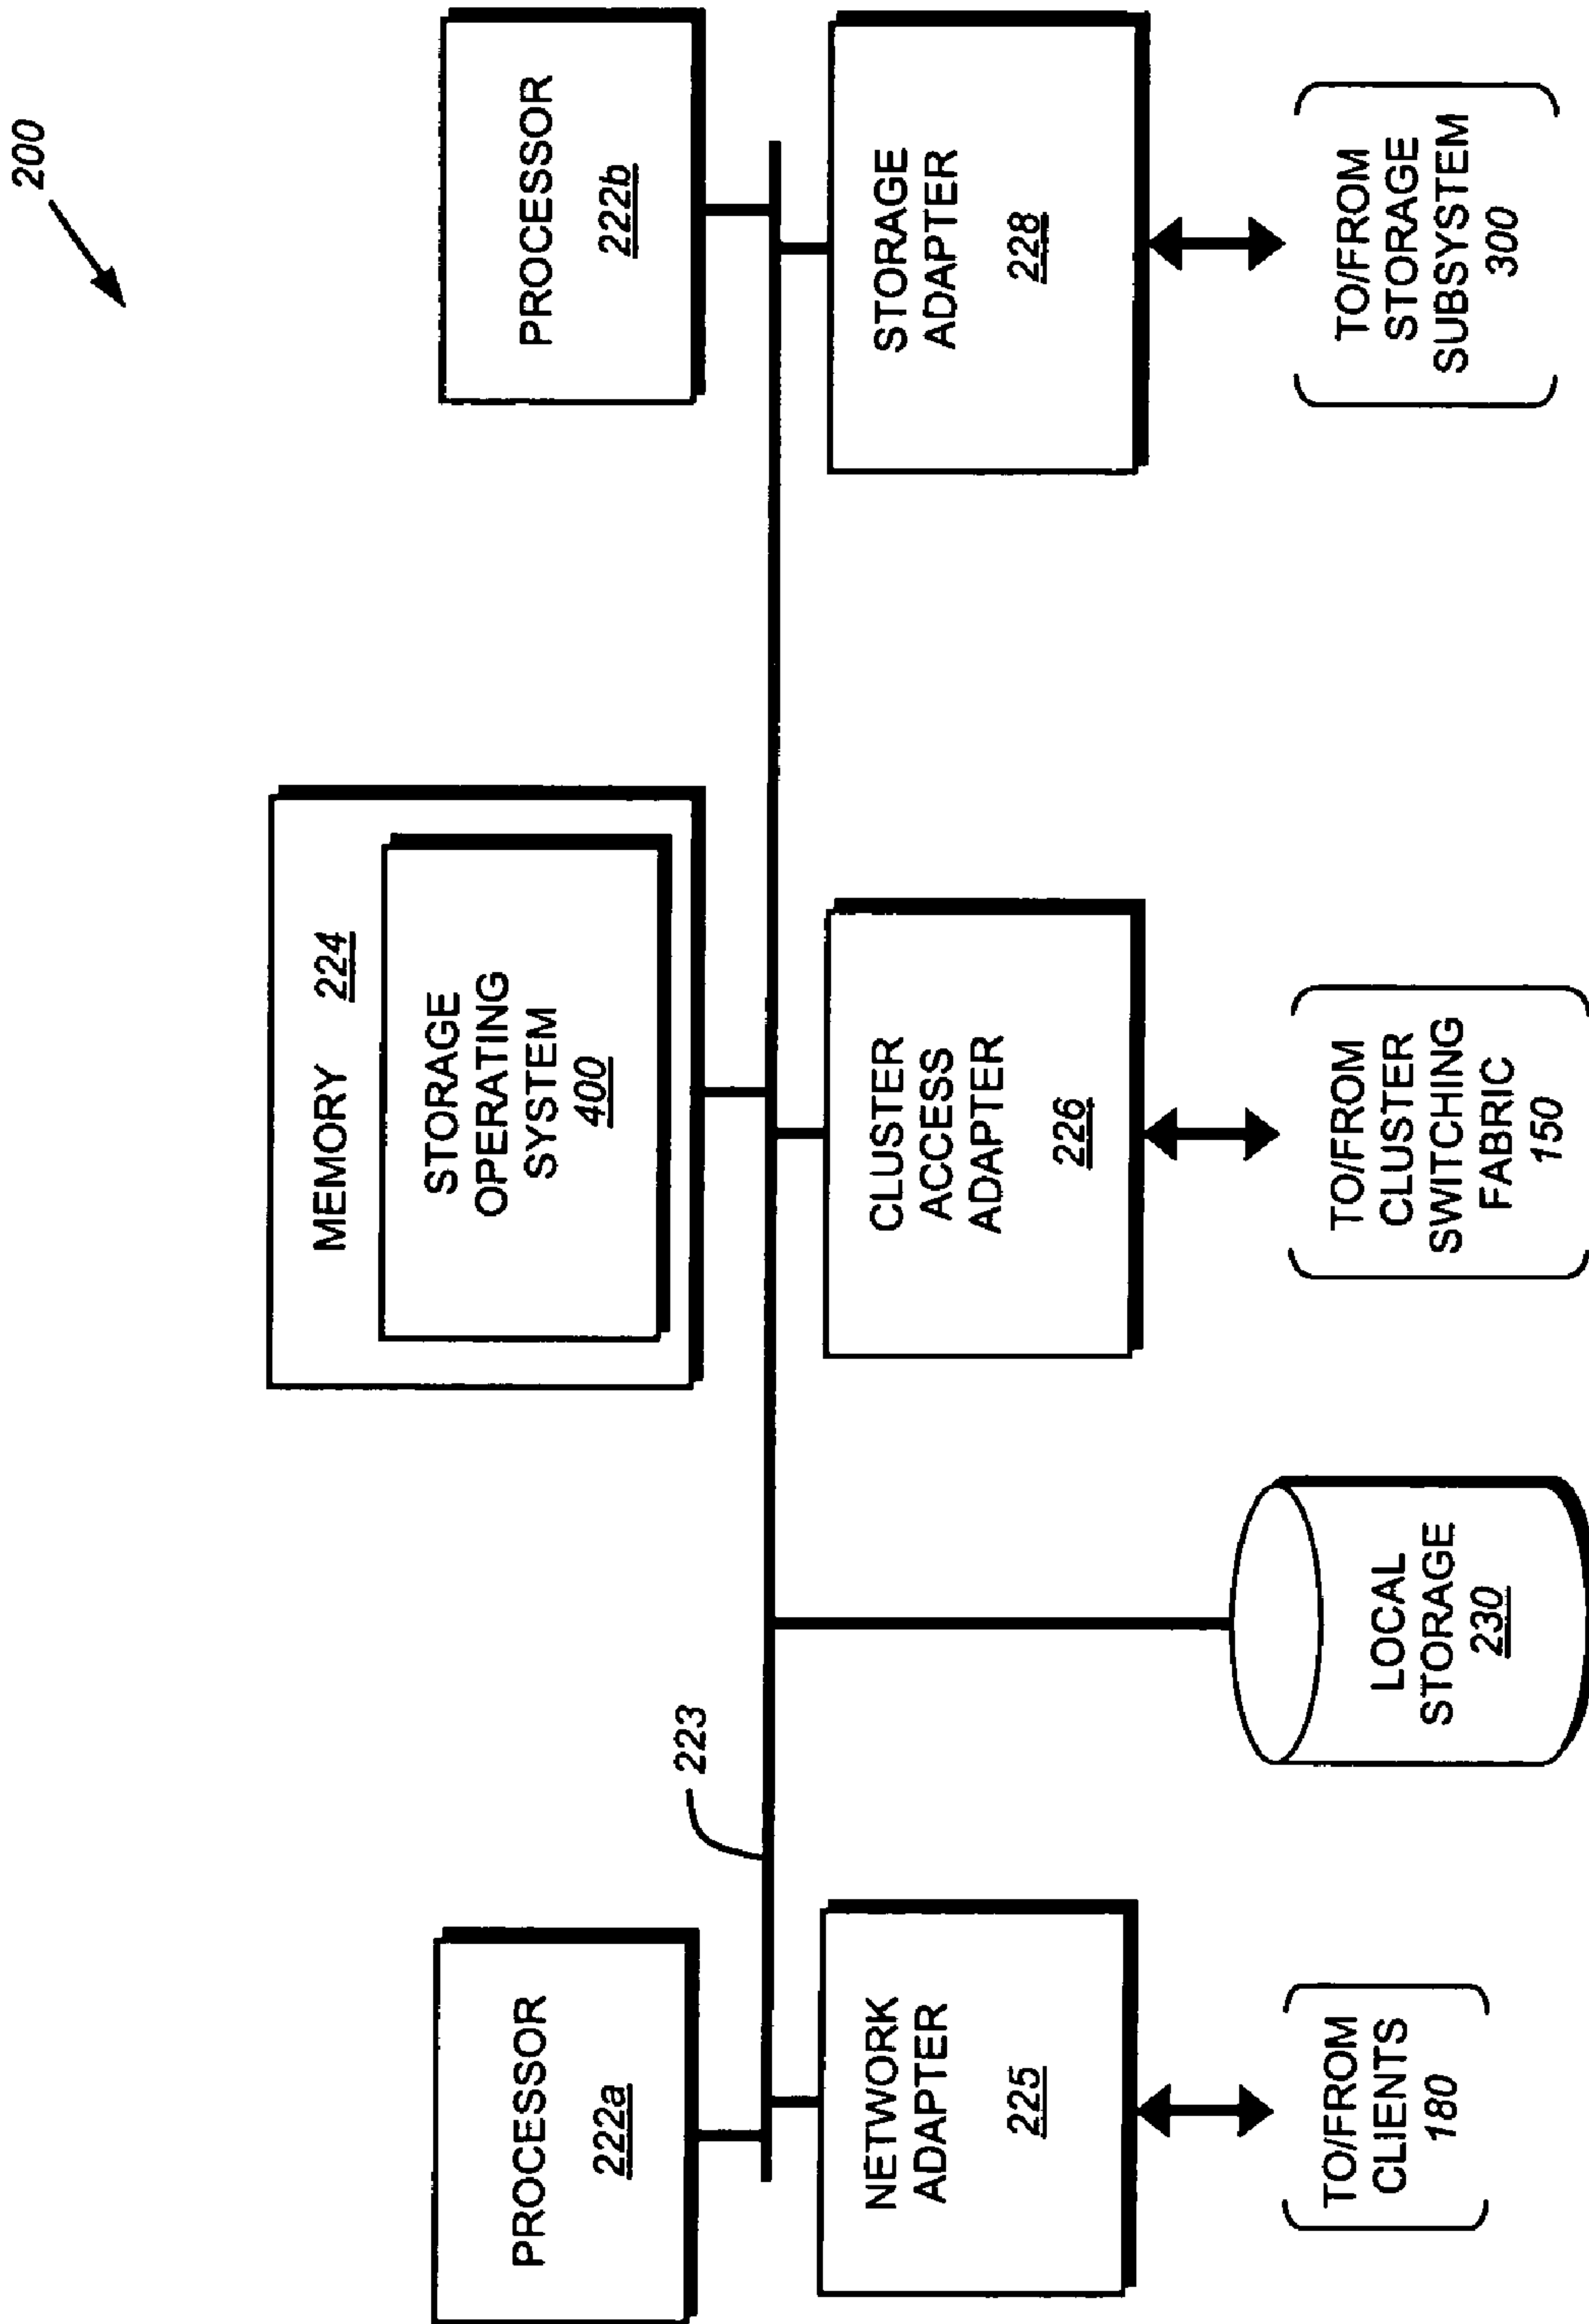 200
PROCESSOR
222a
MEMORY 224
STORAGE
OPERATING
SYSTEM
400
PROCESSOR
222b
223
NETWORK
ADAPTER
225
CLUSTER
ACCESS
ADAPTER
226
STORAGE
ADAPTER
228
TO/FROM
CLIENTS
180
LOCAL
STORAGE
230
TO/FROM
CLUSTER
SWITCHING
FABRIC
150
TO/FROM
STORAGE
SUBSYSTEM
300